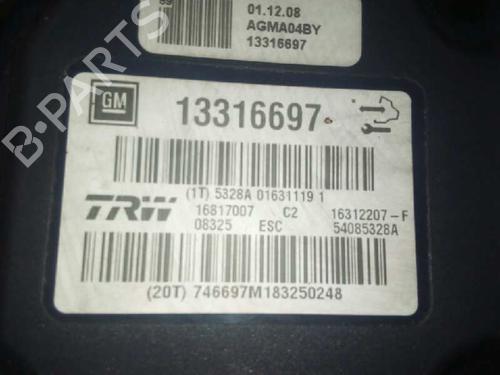 01.12.08
AGMA04BY
13316697
GM 13316697
(1T) 5328A 01631119 1
TRW 16817007 C2 16312207-F
08325 ESC 54085328A
(20T) 746697M183250248
B-PARTS